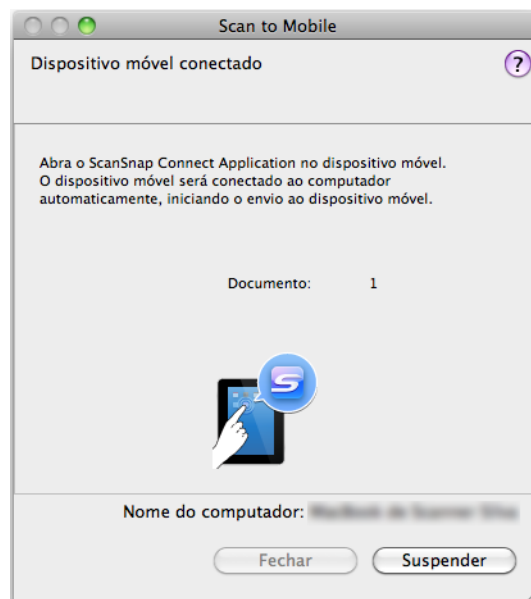 Scan to Mobile
Dispositivo móvel conectado
?
Abra o ScanSnap Connect Application no dispositivo móvel.
O dispositivo móvel será conectado ao computador
automaticamente, iniciando o envio ao dispositivo móvel.
Documento: 1
Nome do computador:
Fechar Suspender